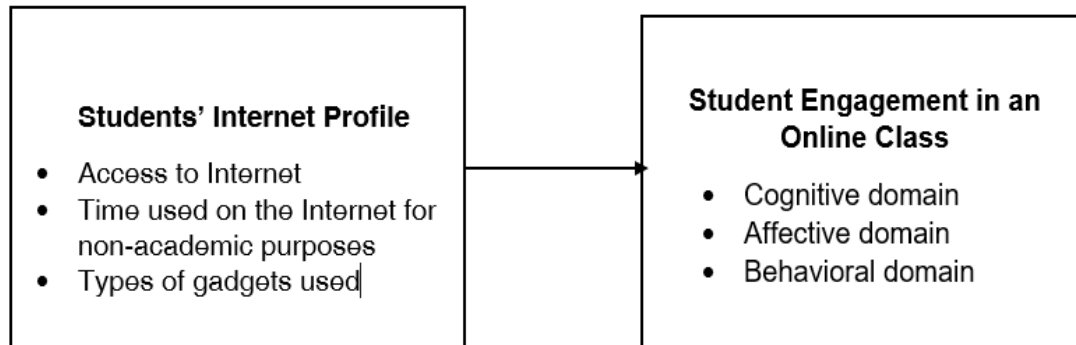 Students' Internet Profile
• Access to Internet
• Time used on the Internet for
non-academic purposes
• Types of gadgets used
Student Engagement in an
Online Class
• Cognitive domain
• Affective domain
• Behavioral domain